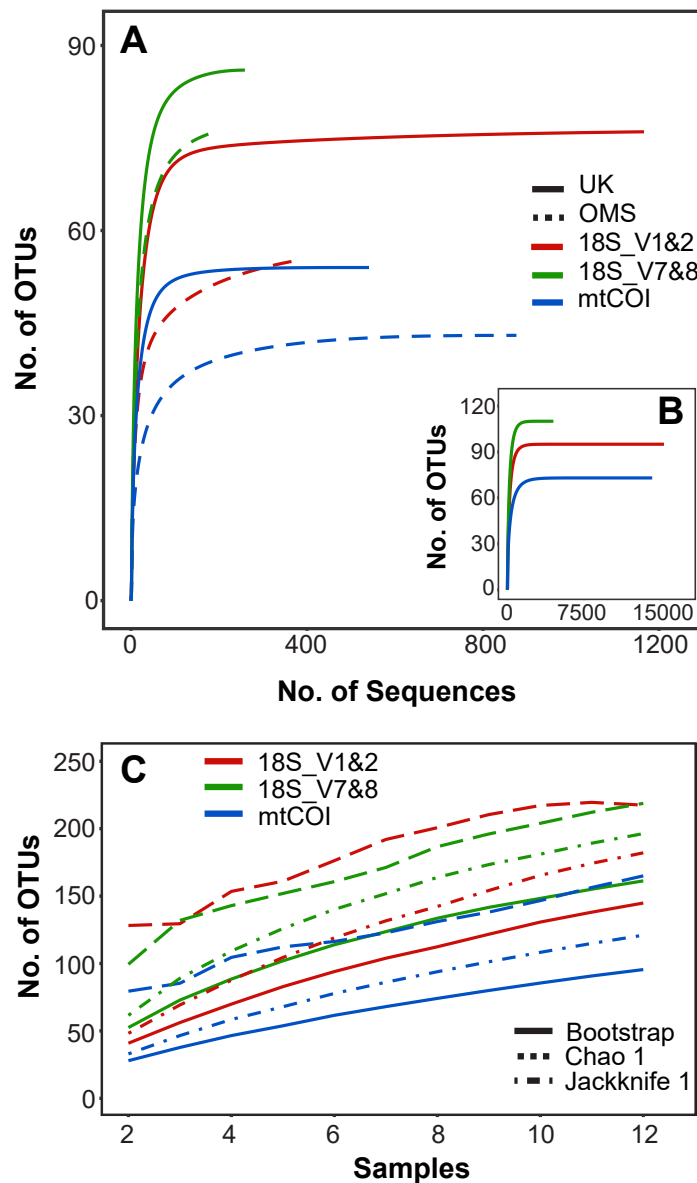 A
No. of OTUs
90
60
30
0
UK
OMS
18S_V1&2
18S_V7&8
mtCOI
B
No. of OTUs
120
90
60
30
0
0 7500 15000
0 400 800 1200
No. of Sequences
C
18S_V1&2
18S_V7&8
mtCOI
No. of OTUs
250
200
150
100
50
0
Bootstrap
Chao 1
Jackknife 1
2 4 6 8 10 12
Samples